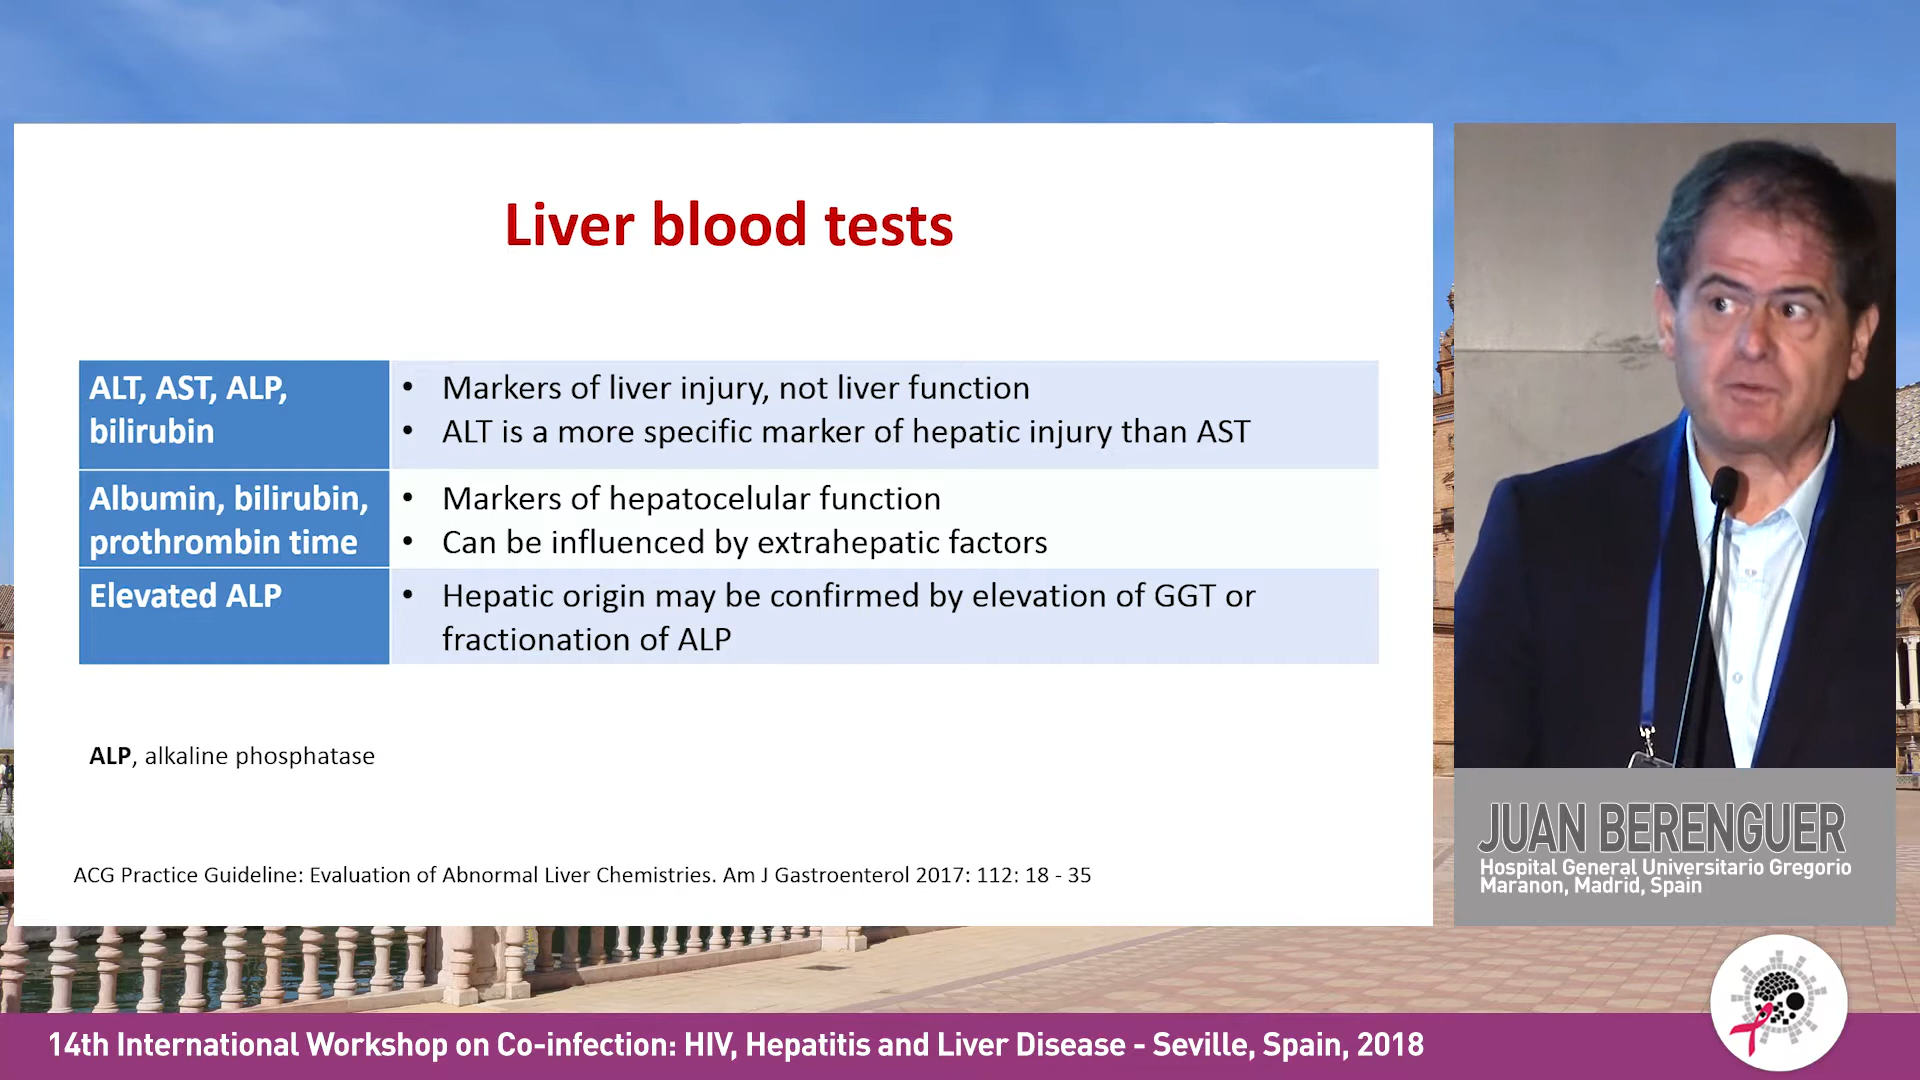 Liver blood tests
ALT, AST, ALP,
bilirubin
• Markers of liver injury, not liver function
• ALT is a more specific marker of hepatic injury than AST
Albumin, bilirubin,
prothrombin time
• Markers of hepatocelular function
• Can be influenced by extrahepatic factors
Elevated ALP
• Hepatic origin may be confirmed by elevation of GGT or
fractionation of ALP
ALP, alkaline phosphatase
ACG Practice Guideline: Evaluation of Abnormal Liver Chemistries. Am J Gastroenterol 2017: 112: 18 - 35
JUAN BERENGUER
Hospital General Universitario Gregorio
Maranon, Madrid, Spain
14th International Workshop on Co-infection: HIV, Hepatitis and Liver Disease - Seville, Spain, 2018